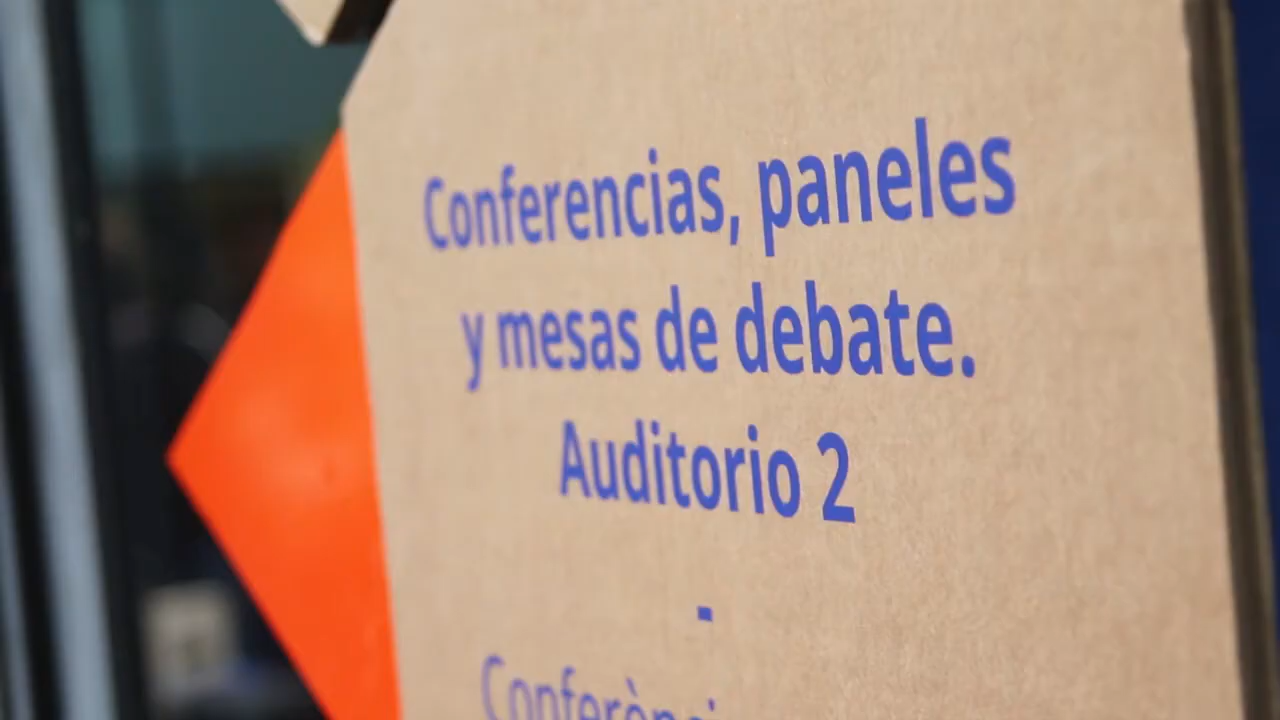 Conferencias, paneles
y mesas de debate.
Auditorio 2
-